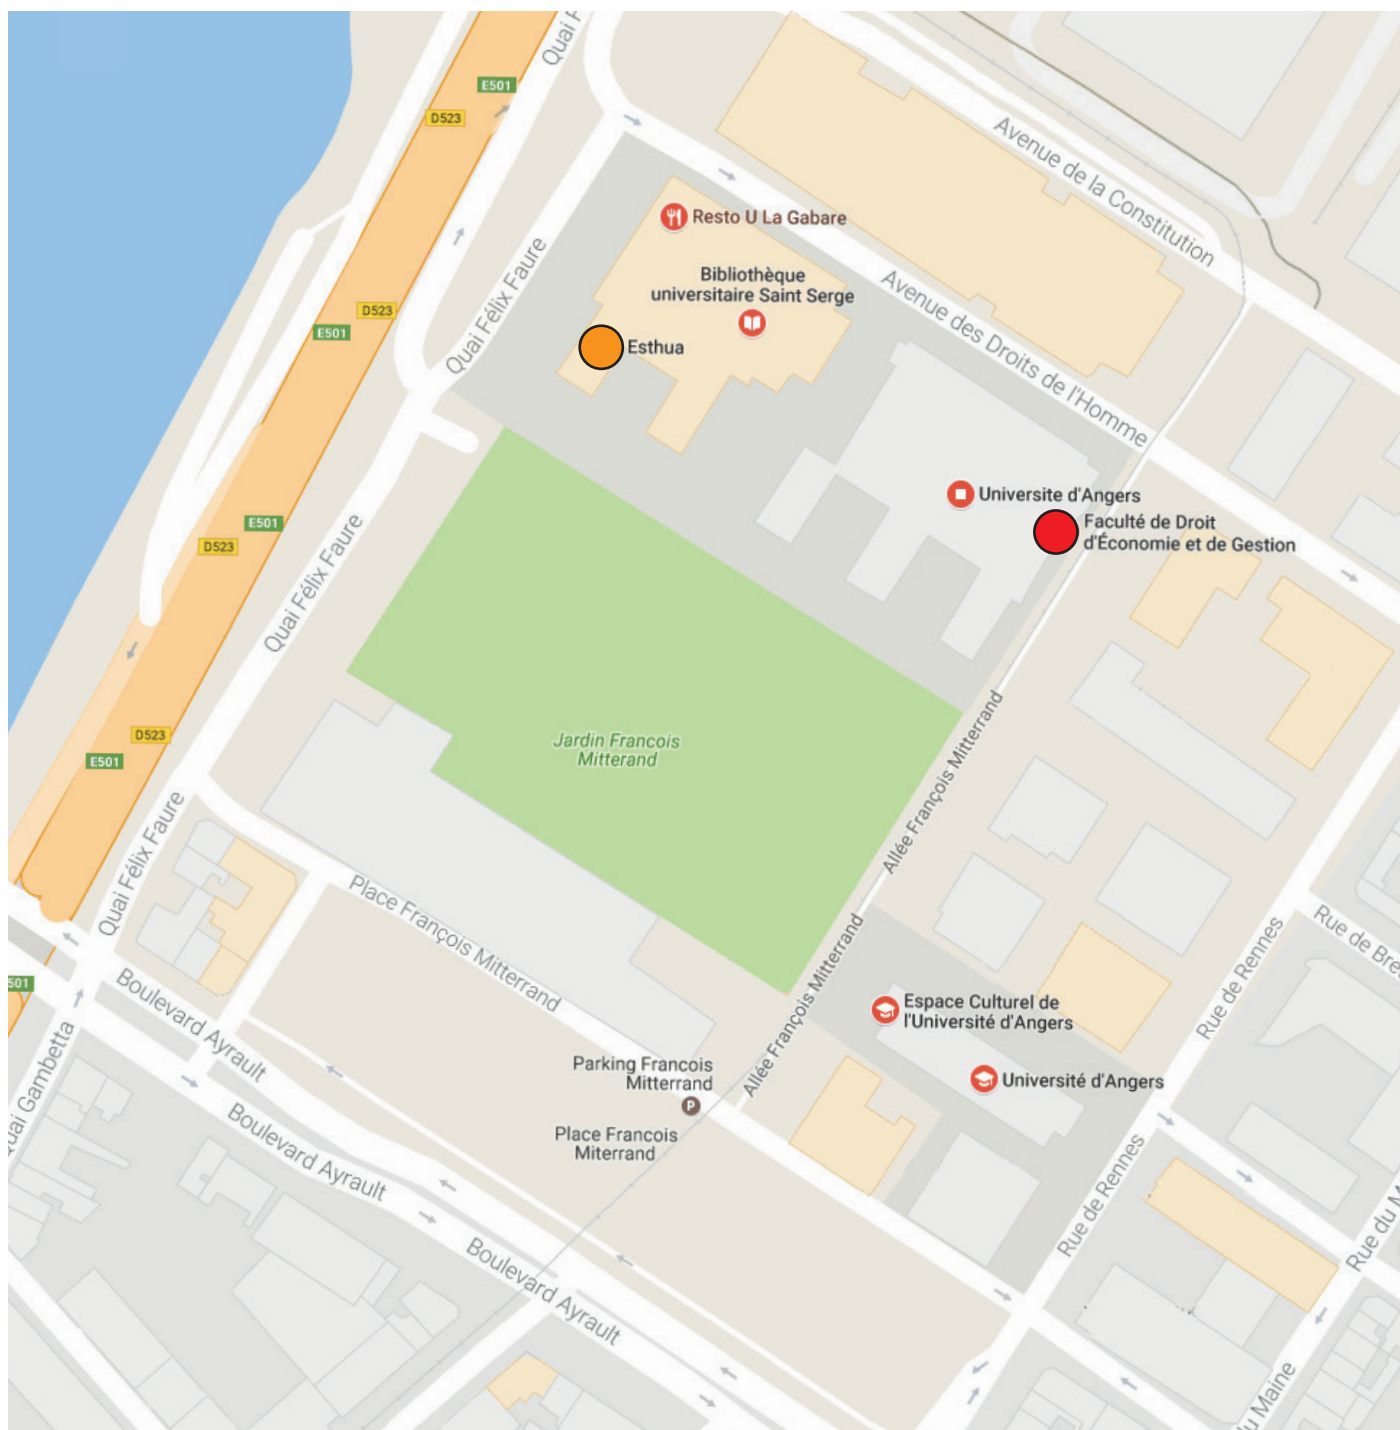 Quai F
E501
D523
Avenue de la Constitution
Resto U La Gabare
Bibliothèque
universitaire Saint Serge
Quai Félix Faure
Avenue des Droits de l'Homme
D523
E501
Esthua
Universite d'Angers
Faculté de Droit
d'Économie et de Gestion
E501
D523
Quai Félix Faure
Jardin Francois
Mitterand
Allée François Mitterrand
D523
E501
Quai Félix Faure
Place François Mitterrand
Allée François Mitterrand
Rue de Bre
Rue de Rennes
501
Boulevard Ayrault
Espace Culturel de
l'Université d'Angers
Parking Francois
Mitterrand
P
Université d'Angers
Quai Gambetta
Boulevard Ayrault
Place Francois
Miterrand
Rue de Rennes
Rue du M
Boulevard Ayrault
du Maine